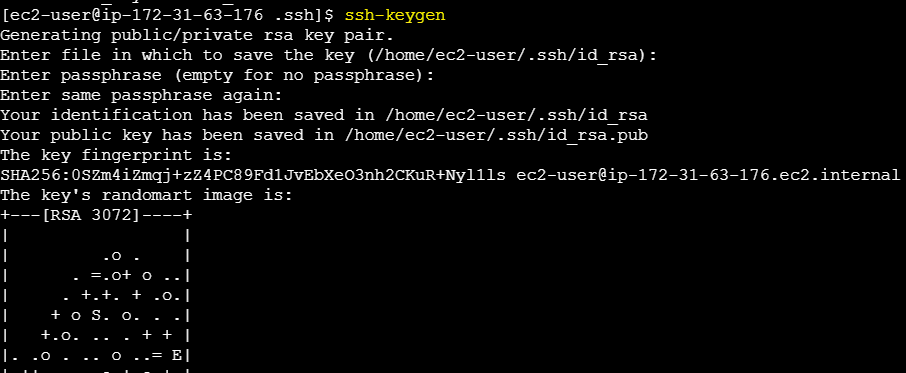 [ec2-user@ip-172-31-63-176 .ssh]$ ssh-keygen
Generating public/private rsa key pair.
Enter file in which to save the key (/home/ec2-user/.ssh/id_rsa):
Enter passphrase (empty for no passphrase):
Enter same passphrase again:
Your identification has been saved in /home/ec2-user/.ssh/id_rsa
Your public key has been saved in /home/ec2-user/.ssh/id_rsa.pub
The key fingerprint is:
SHA256:0SZm4iZmqj+zZ4PC89Fd1JvEbXeO3nh2CKuR+Nyl1ls ec2-user@ip-172-31-63-176.ec2.internal
The key's randomart image is:
+---[RSA 3072]----+
|                 |
|         .o .    |
|      . =.o+ o ..|
|     . +.+. + .o.|
|    + o S. o. . .|
|   +.o. .. . + + |
|. .o . .. o ..= E|